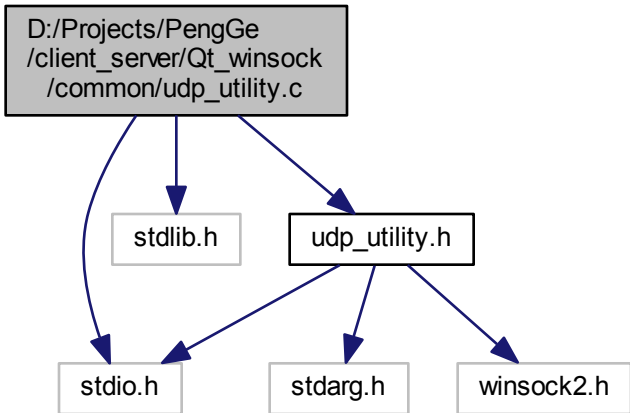 D:/Projects/PengGe
/client_server/Qt_winsock
/common/udp_utility.c
stdlib.h
udp_utility.h
stdio.h
stdarg.h
winsock2.h